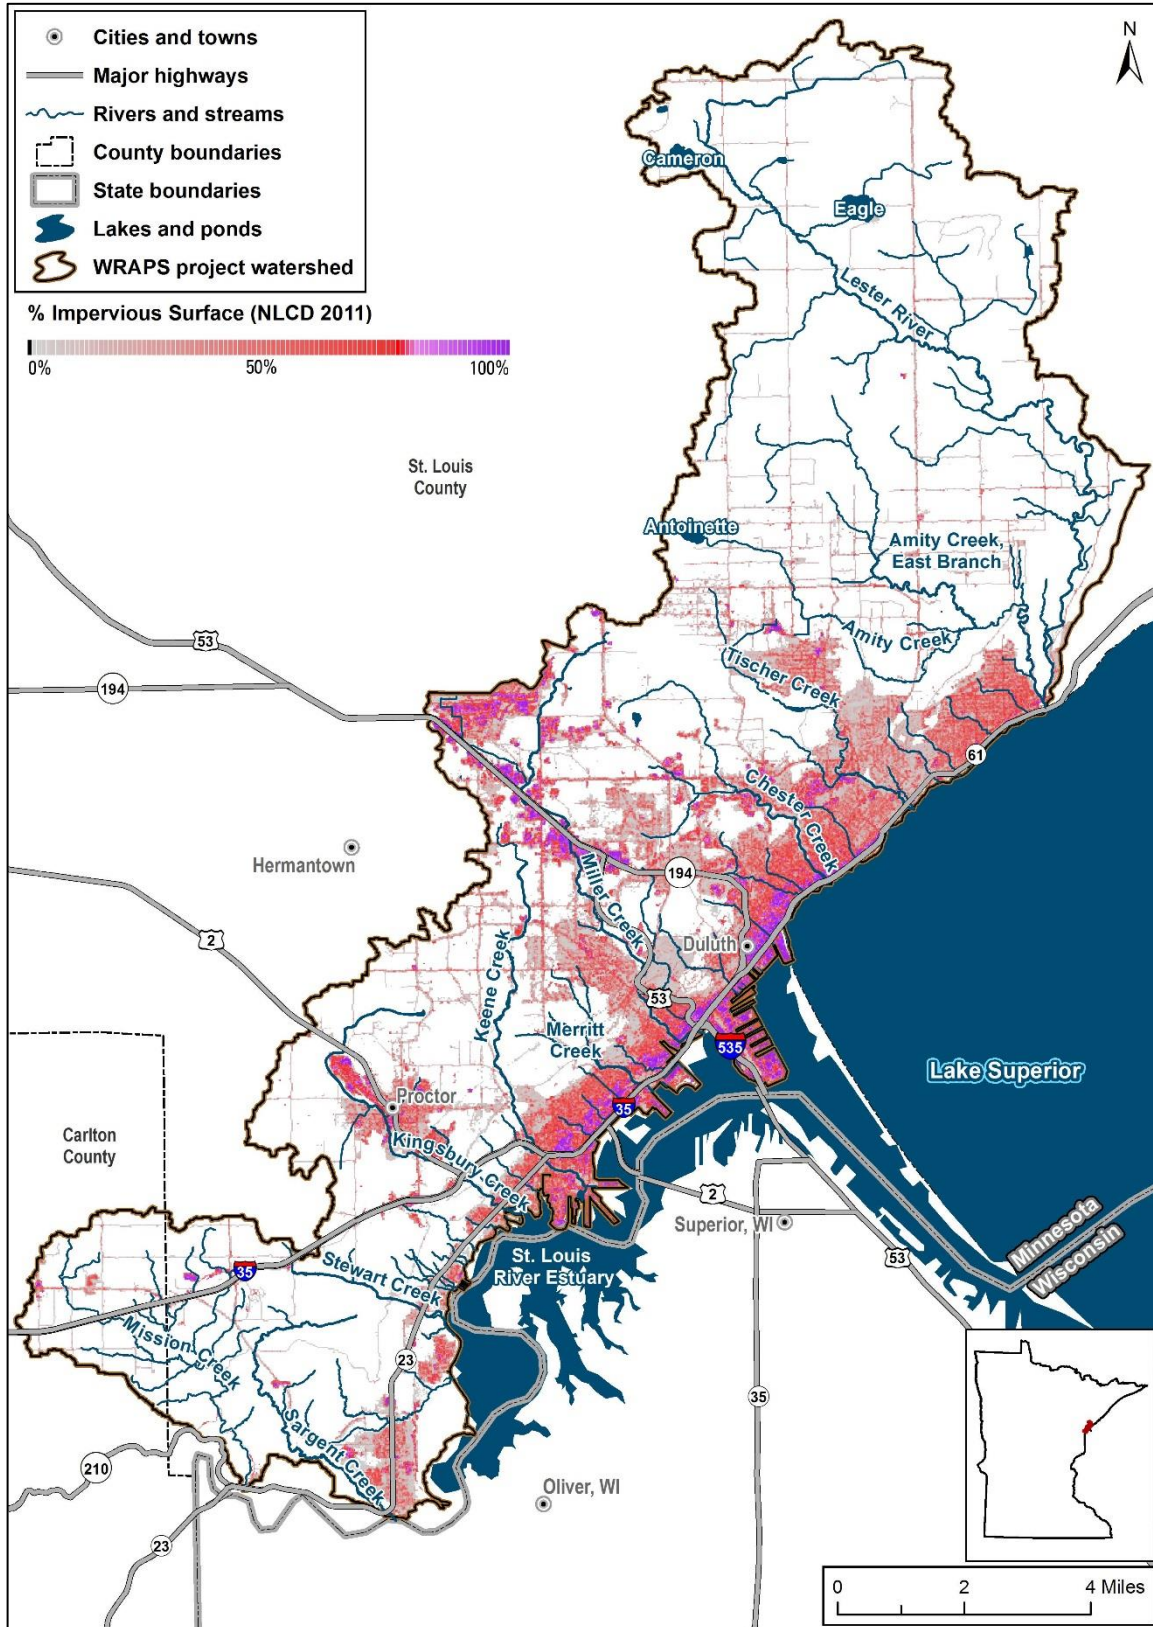 Cities and towns
Major highways
Rivers and streams
County boundaries
State boundaries
Lakes and ponds
WRAPS project watershed
% Impervious Surface (NLCD 2011)
0%
50%
100%
N
Cameron
Eagle
Lester River
St. Louis
County
Antoinette
Amity Creek,
East Branch
Amity Creek
53
194
Tischer Creek
61
Chester Creek
Hermantown
194
Miller Creek
2
Duluth
Keene Creek
53
Merritt
Creek
535
Lake Superior
Proctor
35
Carlton
County
Kingsbury Creek
2
Superior, WI
Minnesota
Wisconsin
St. Louis
River Estuary
53
35
Stewart Creek
Mission Creek
23
35
Sargent Creek
210
Oliver, WI
23
0
2
4 Miles